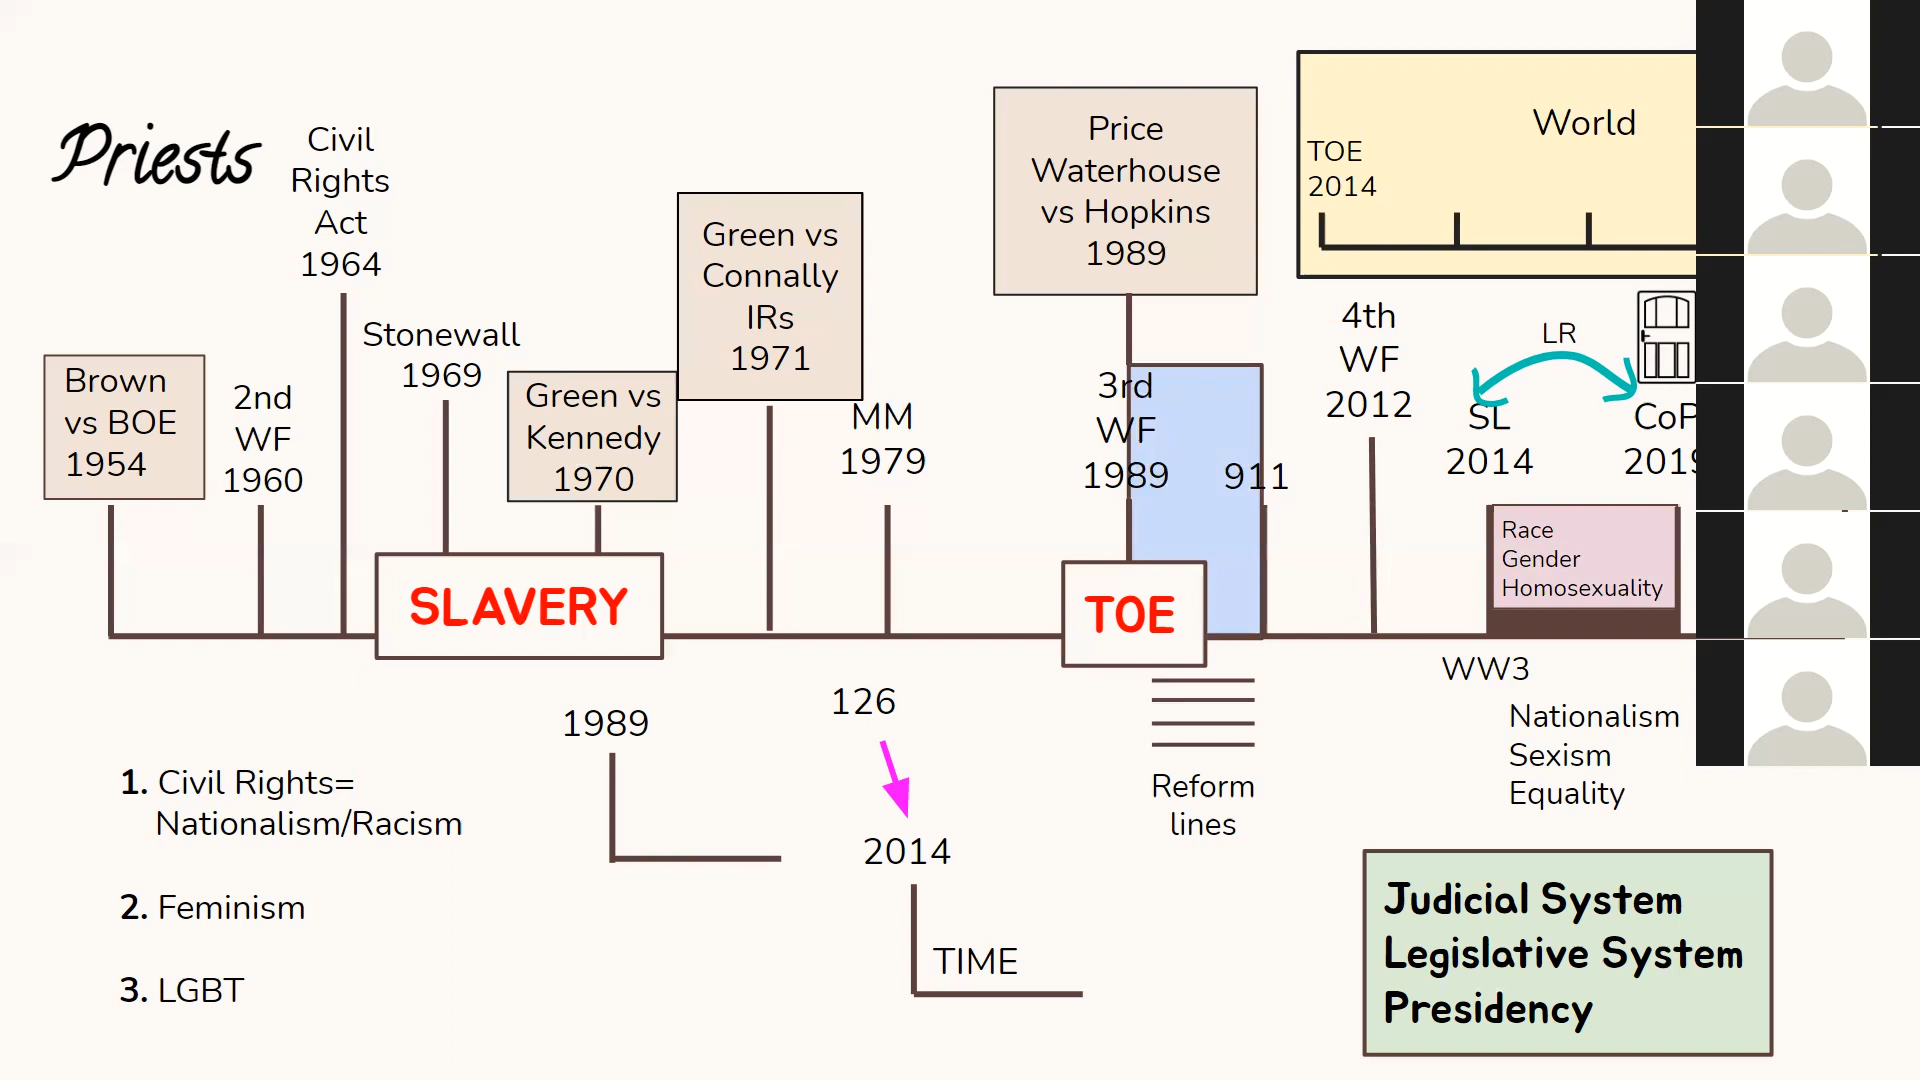 Priests
Civil
Rights
Act
1964
Brown
vs BOE
1954
2nd
WF
1960
Stonewall
1969
Green vs
Kennedy
1970
Green vs
Connally
IRs
1971
MM
1979
Price
Waterhouse
vs Hopkins
1989
3rd
WF
1989
911
World
TOE
2014
4th
WF
2012
LR
SL
2014
CoP
2019
Race
Gender
Homosexuality
SLAVERY
TOE
WW3
Nationalism
Sexism
Equality
1989
126
2014
TIME
Reform
lines
1. Civil Rights=
Nationalism/Racism
2. Feminism
3. LGBT
Judicial System
Legislative System
Presidency